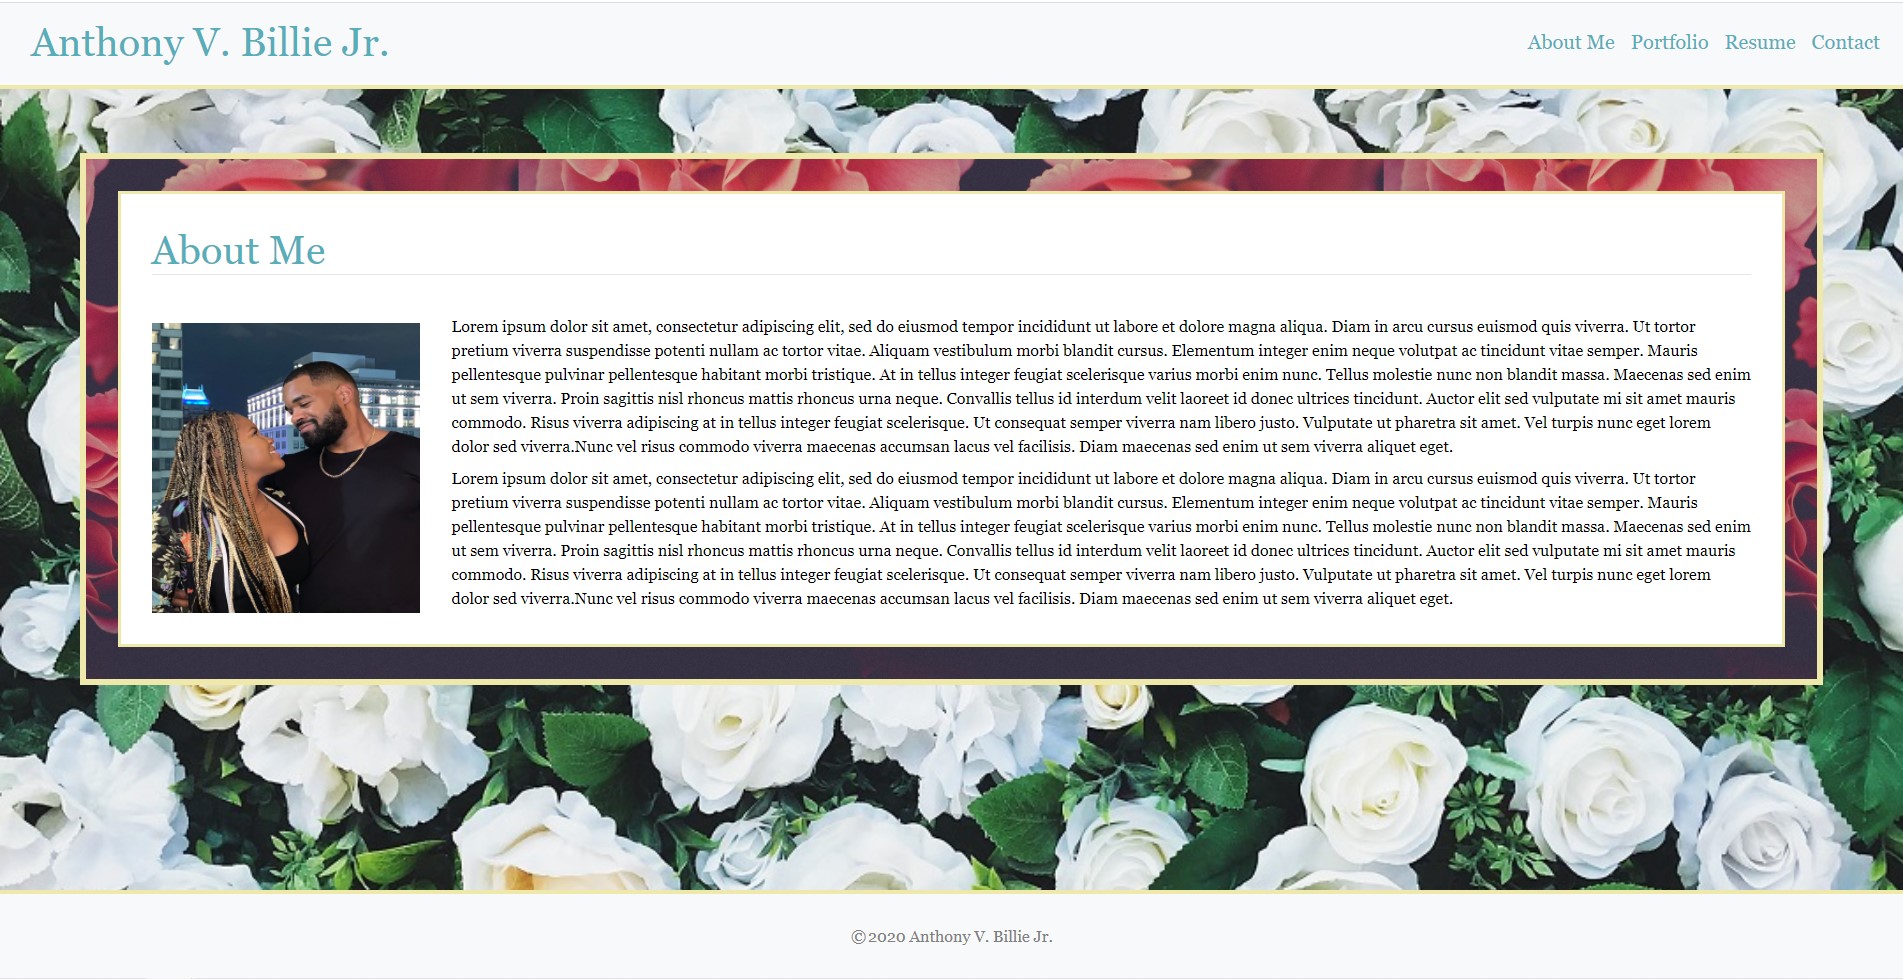 Anthony V. Billie Jr.
About Me Portfolio Resume Contact
About Me
Lorem ipsum dolor sit amet, consectetur adipiscing elit, sed do eiusmod tempor incididunt ut labore et dolore magna aliqua. Diam in arcu cursus euismod quis viverra. Ut tortor
pretium viverra suspendisse potenti nullam ac tortor vitae. Aliquam vestibulum morbi blandit cursus. Elementum integer enim neque volutpat ac tincidunt vitae semper. Mauris
pellentesque pulvinar pellentesque habitant morbi tristique. At in tellus integer feugiat scelerisque varius morbi enim nunc. Tellus molestie nunc non blandit massa. Maecenas sed enim
ut sem viverra. Proin sagittis nisl rhoncus mattis rhoncus urna neque. Convallis tellus id interdum velit laoreet id donec ultrices tincidunt. Auctor elit sed vulputate mi sit amet mauris
commodo. Risus viverra adipiscing at in tellus integer feugiat scelerisque. Ut consequat semper viverra nam libero justo. Vulputate ut pharetra sit amet. Vel turpis nunc eget lorem
dolor sed viverra.Nunc vel risus commodo viverra maecenas accumsan lacus vel facilisis. Diam maecenas sed enim ut sem viverra aliquet eget.
Lorem ipsum dolor sit amet, consectetur adipiscing elit, sed do eiusmod tempor incididunt ut labore et dolore magna aliqua. Diam in arcu cursus euismod quis viverra. Ut tortor
pretium viverra suspendisse potenti nullam ac tortor vitae. Aliquam vestibulum morbi blandit cursus. Elementum integer enim neque volutpat ac tincidunt vitae semper. Mauris
pellentesque pulvinar pellentesque habitant morbi tristique. At in tellus integer feugiat scelerisque varius morbi enim nunc. Tellus molestie nunc non blandit massa. Maecenas sed enim
ut sem viverra. Proin sagittis nisl rhoncus mattis rhoncus urna neque. Convallis tellus id interdum velit laoreet id donec ultrices tincidunt. Auctor elit sed vulputate mi sit amet mauris
commodo. Risus viverra adipiscing at in tellus integer feugiat scelerisque. Ut consequat semper viverra nam libero justo. Vulputate ut pharetra sit amet. Vel turpis nunc eget lorem
dolor sed viverra.Nunc vel risus commodo viverra maecenas accumsan lacus vel facilisis. Diam maecenas sed enim ut sem viverra aliquet eget.
©2020 Anthony V. Billie Jr.